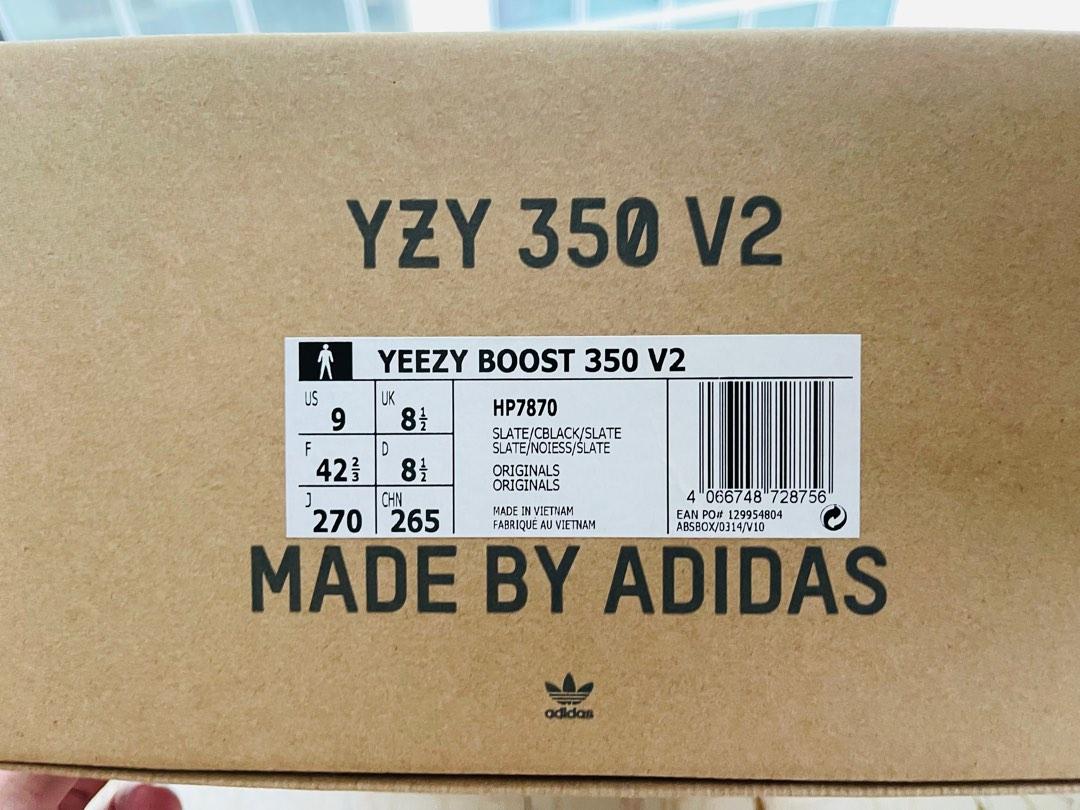 YZY 350 V2
YEEZY BOOST 350 V2
US 9
UK 8½
F 42⅔
D 8½
J 270
CHN 265
HP7870
SLATE/CBLACK/SLATE
SLATE/NOIESS/SLATE
ORIGINALS
ORIGINALS
MADE IN VIETNAM
FABRIQUÉ AU VIETNAM
4 066748 728756
EAN PO# 129954804
ABSBOX/0314/V10
MADE BY ADIDAS
adidas